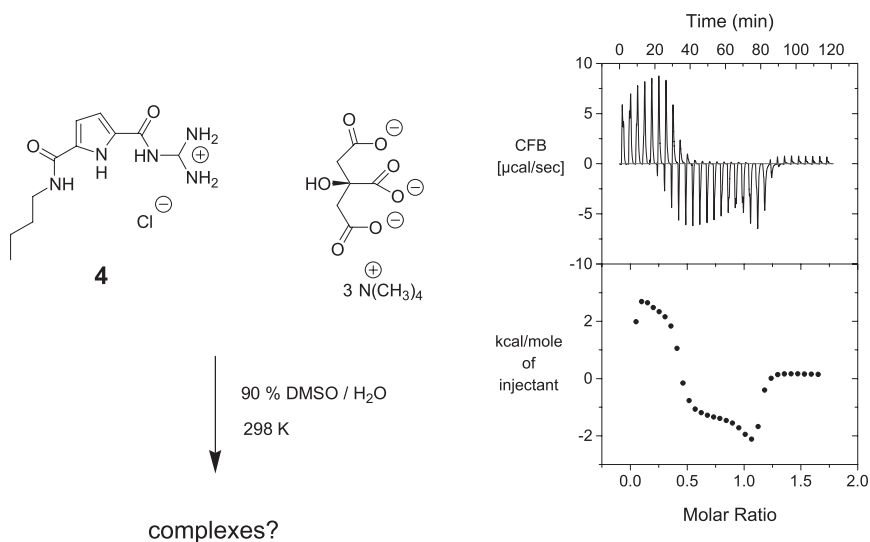 O
NH2
O
N
H
HN
⊕
NH2
NH
Cl ⊖
4
O
⊖
O
HO
O
O ⊖
O
⊖
O
⊕
3 N(CH3)4
90 % DMSO / H2O
298 K
complexes?
Time (min)
0 20 40 60 80 100 120
10
5
0
-5
-10
CFB
[µcal/sec]
2
0
-2
kcal/mole
of
injectant
0.0 0.5 1.0 1.5 2.0
Molar Ratio